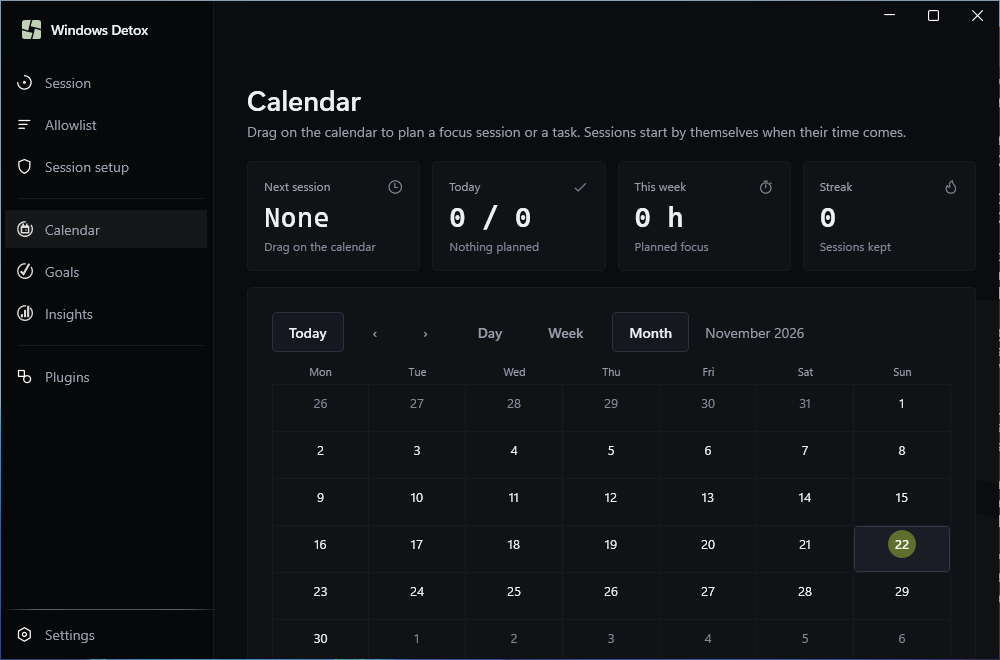 Windows Detox
Session
Allowlist
Session setup
Calendar
Goals
Insights
Plugins
Settings
Calendar
Drag on the calendar to plan a focus session or a task. Sessions start by themselves when their time comes.
Next session
None
Drag on the calendar
Today
0 / 0
Nothing planned
This week
0 h
Planned focus
Streak
0
Sessions kept
Today ‹ › Day Week Month November 2026
Mon Tue Wed Thu Fri Sat Sun
26 27 28 29 30 31 1
2 3 4 5 6 7 8
9 10 11 12 13 14 15
16 17 18 19 20 21 22
23 24 25 26 27 28 29
30 1 2 3 4 5 6